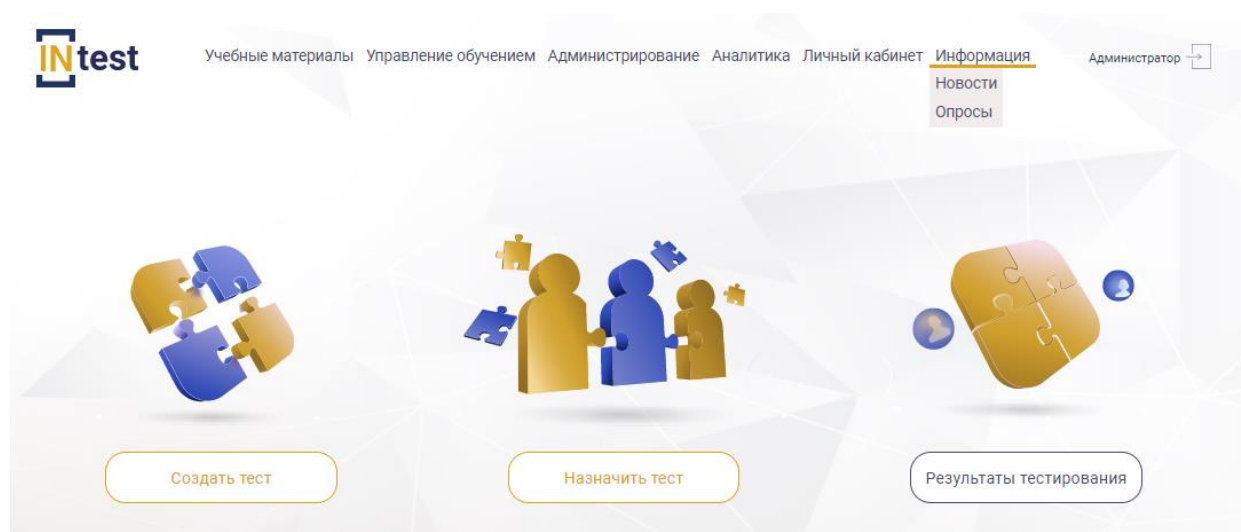 INtest
Учебные материалы Управление обучением Администрирование Аналитика Личный кабинет Информация Администратор
Новости
Опросы
Создать тест Назначить тест Результаты тестирования